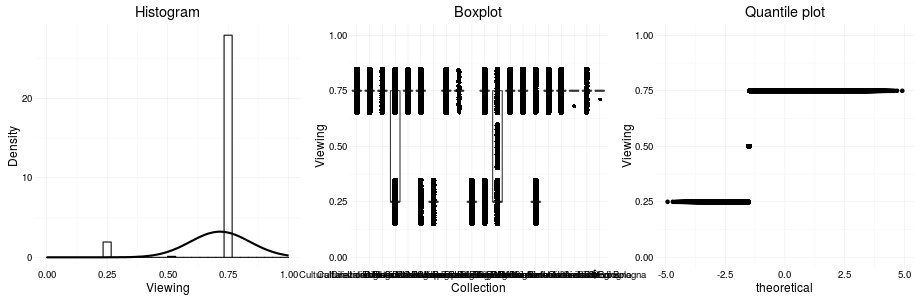 Histogram
Density
20
10
0
0.00 0.25 0.50 0.75 1.00
Viewing
Boxplot
Viewing
1.00
0.75
0.50
0.25
0.00
Collection
Quantile plot
Viewing
1.00
0.75
0.50
0.25
0.00
-5.0 -2.5 0.0 2.5 5.0
theoretical